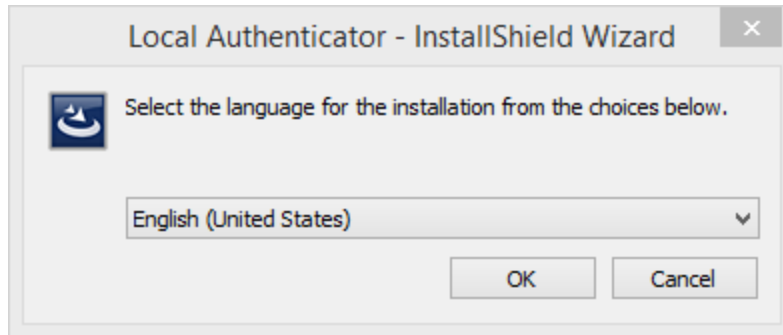 Local Authenticator - InstallShield Wizard
Select the language for the installation from the choices below.
English (United States)
OK
Cancel